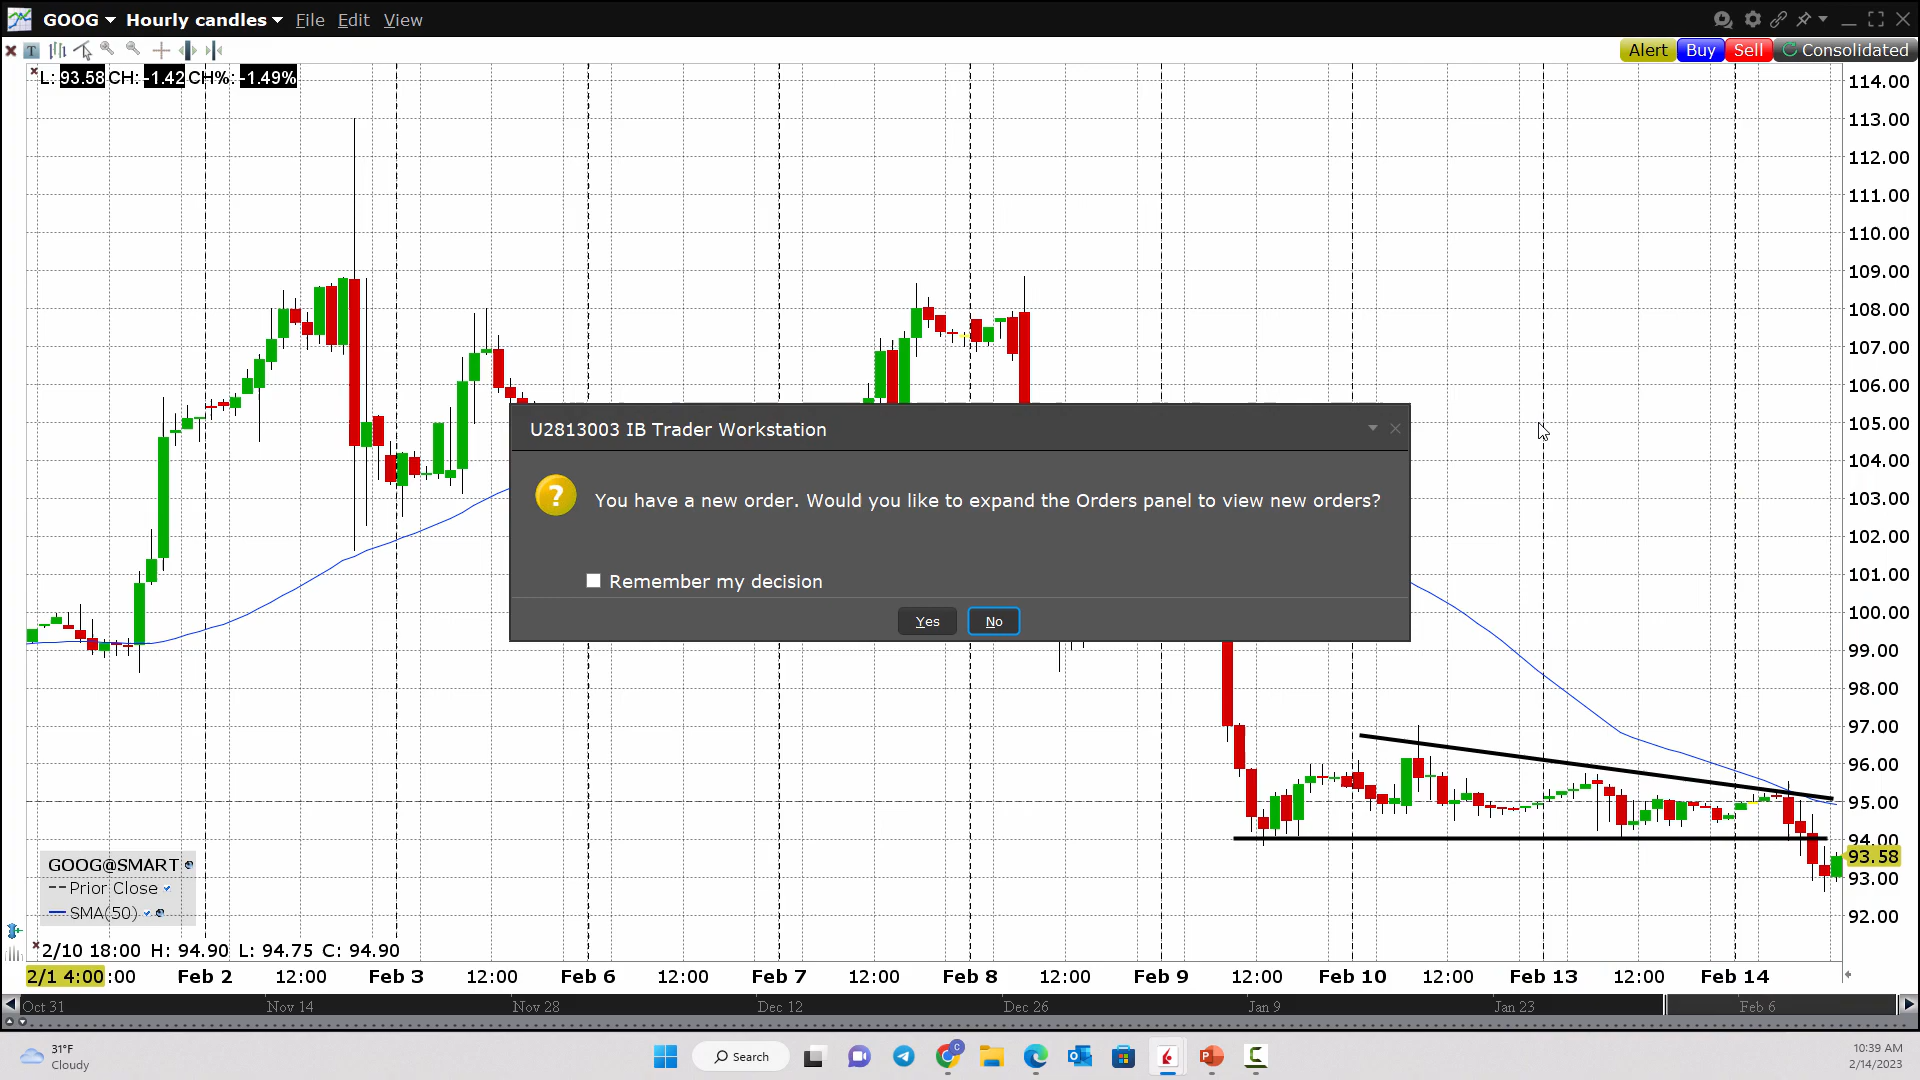 GOOG Hourly candles File Edit View
Alert Buy Sell Consolidated
L: 93.58 CH: -1.42 CH%: -1.49%
114.00
113.00
112.00
111.00
110.00
109.00
108.00
107.00
106.00
105.00
104.00
103.00
102.00
101.00
100.00
99.00
98.00
97.00
96.00
95.00
94.00
93.58
93.00
92.00
U2813003 IB Trader Workstation
You have a new order. Would you like to expand the Orders panel to view new orders?
Remember my decision
Yes No
GOOG@SMART
Prior Close
SMA(50)
2/10 18:00 H: 94.90 L: 94.75 C: 94.90
2/1 4:00 :00 Feb 2 12:00 Feb 3 12:00 Feb 6 12:00 Feb 7 12:00 Feb 8 12:00 Feb 9 12:00 Feb 10 12:00 Feb 13 12:00 Feb 14
Oct 31 Nov 14 Nov 28 Dec 12 Dec 26 Jan 9 Jan 23 Feb 6
31°F
Cloudy
Search
10:39 AM
2/14/2023